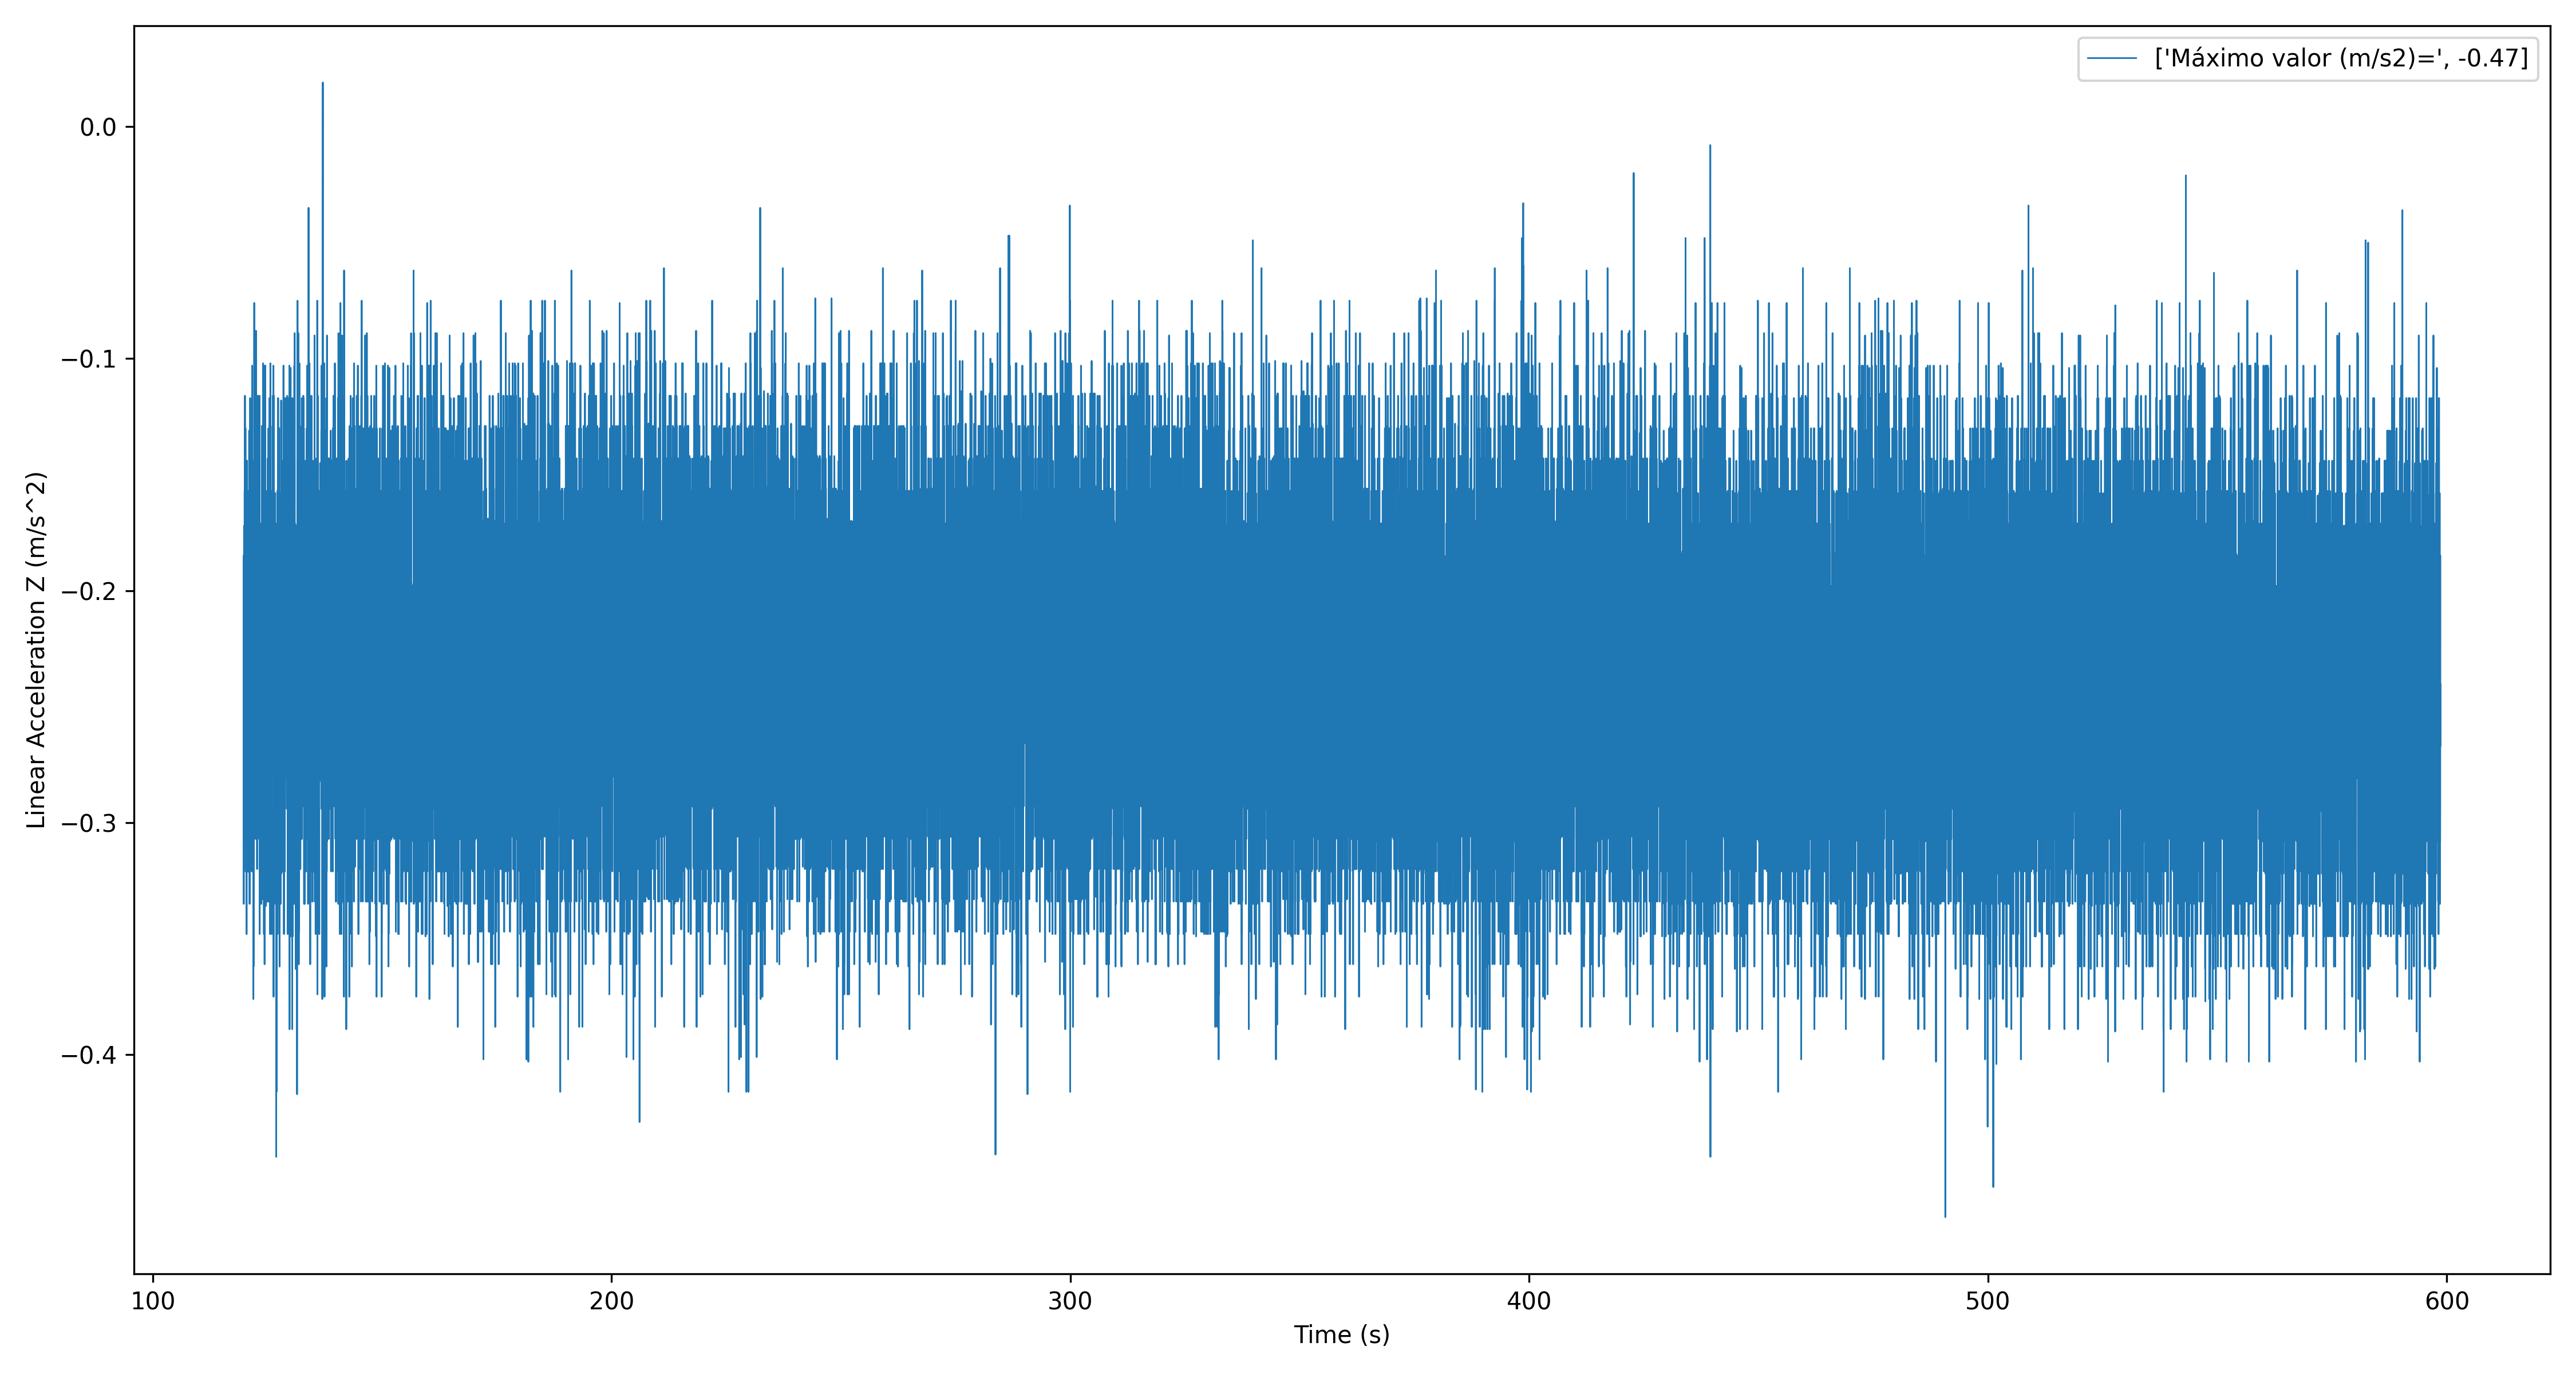 ['Máximo valor (m/s2)=', -0.47]
0.0
−0.1
−0.2
−0.3
−0.4
Linear Acceleration Z (m/s^2)
100 200 300 400 500 600
Time (s)